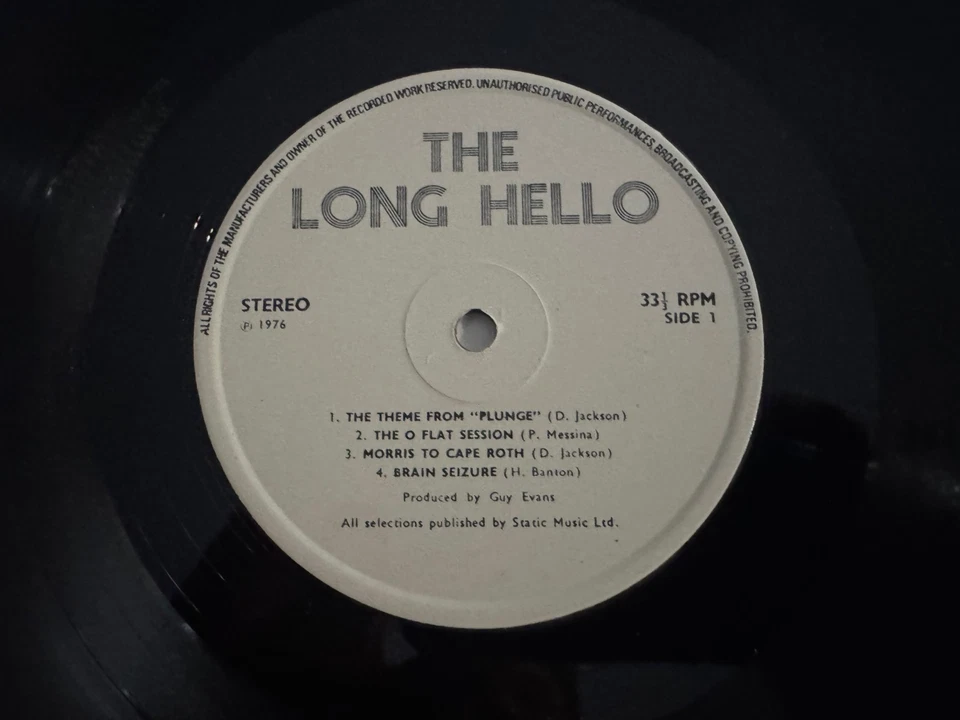 ALL RIGHTS OF THE MANUFACTURERS AND OWNER OF THE RECORDED WORK RESERVED. UNAUTHORISED PUBLIC PERFORMANCES, BROADCASTING AND COPYING PROHIBITED.
THE
LONG HELLO
STEREO
℗ 1976
33⅓ RPM
SIDE 1
1. THE THEME FROM “PLUNGE” (D. Jackson)
2. THE O FLAT SESSION (P. Messina)
3. MORRIS TO CAPE ROTH (D. Jackson)
4. BRAIN SEIZURE (H. Banton)
Produced by Guy Evans
All selections published by Static Music Ltd.